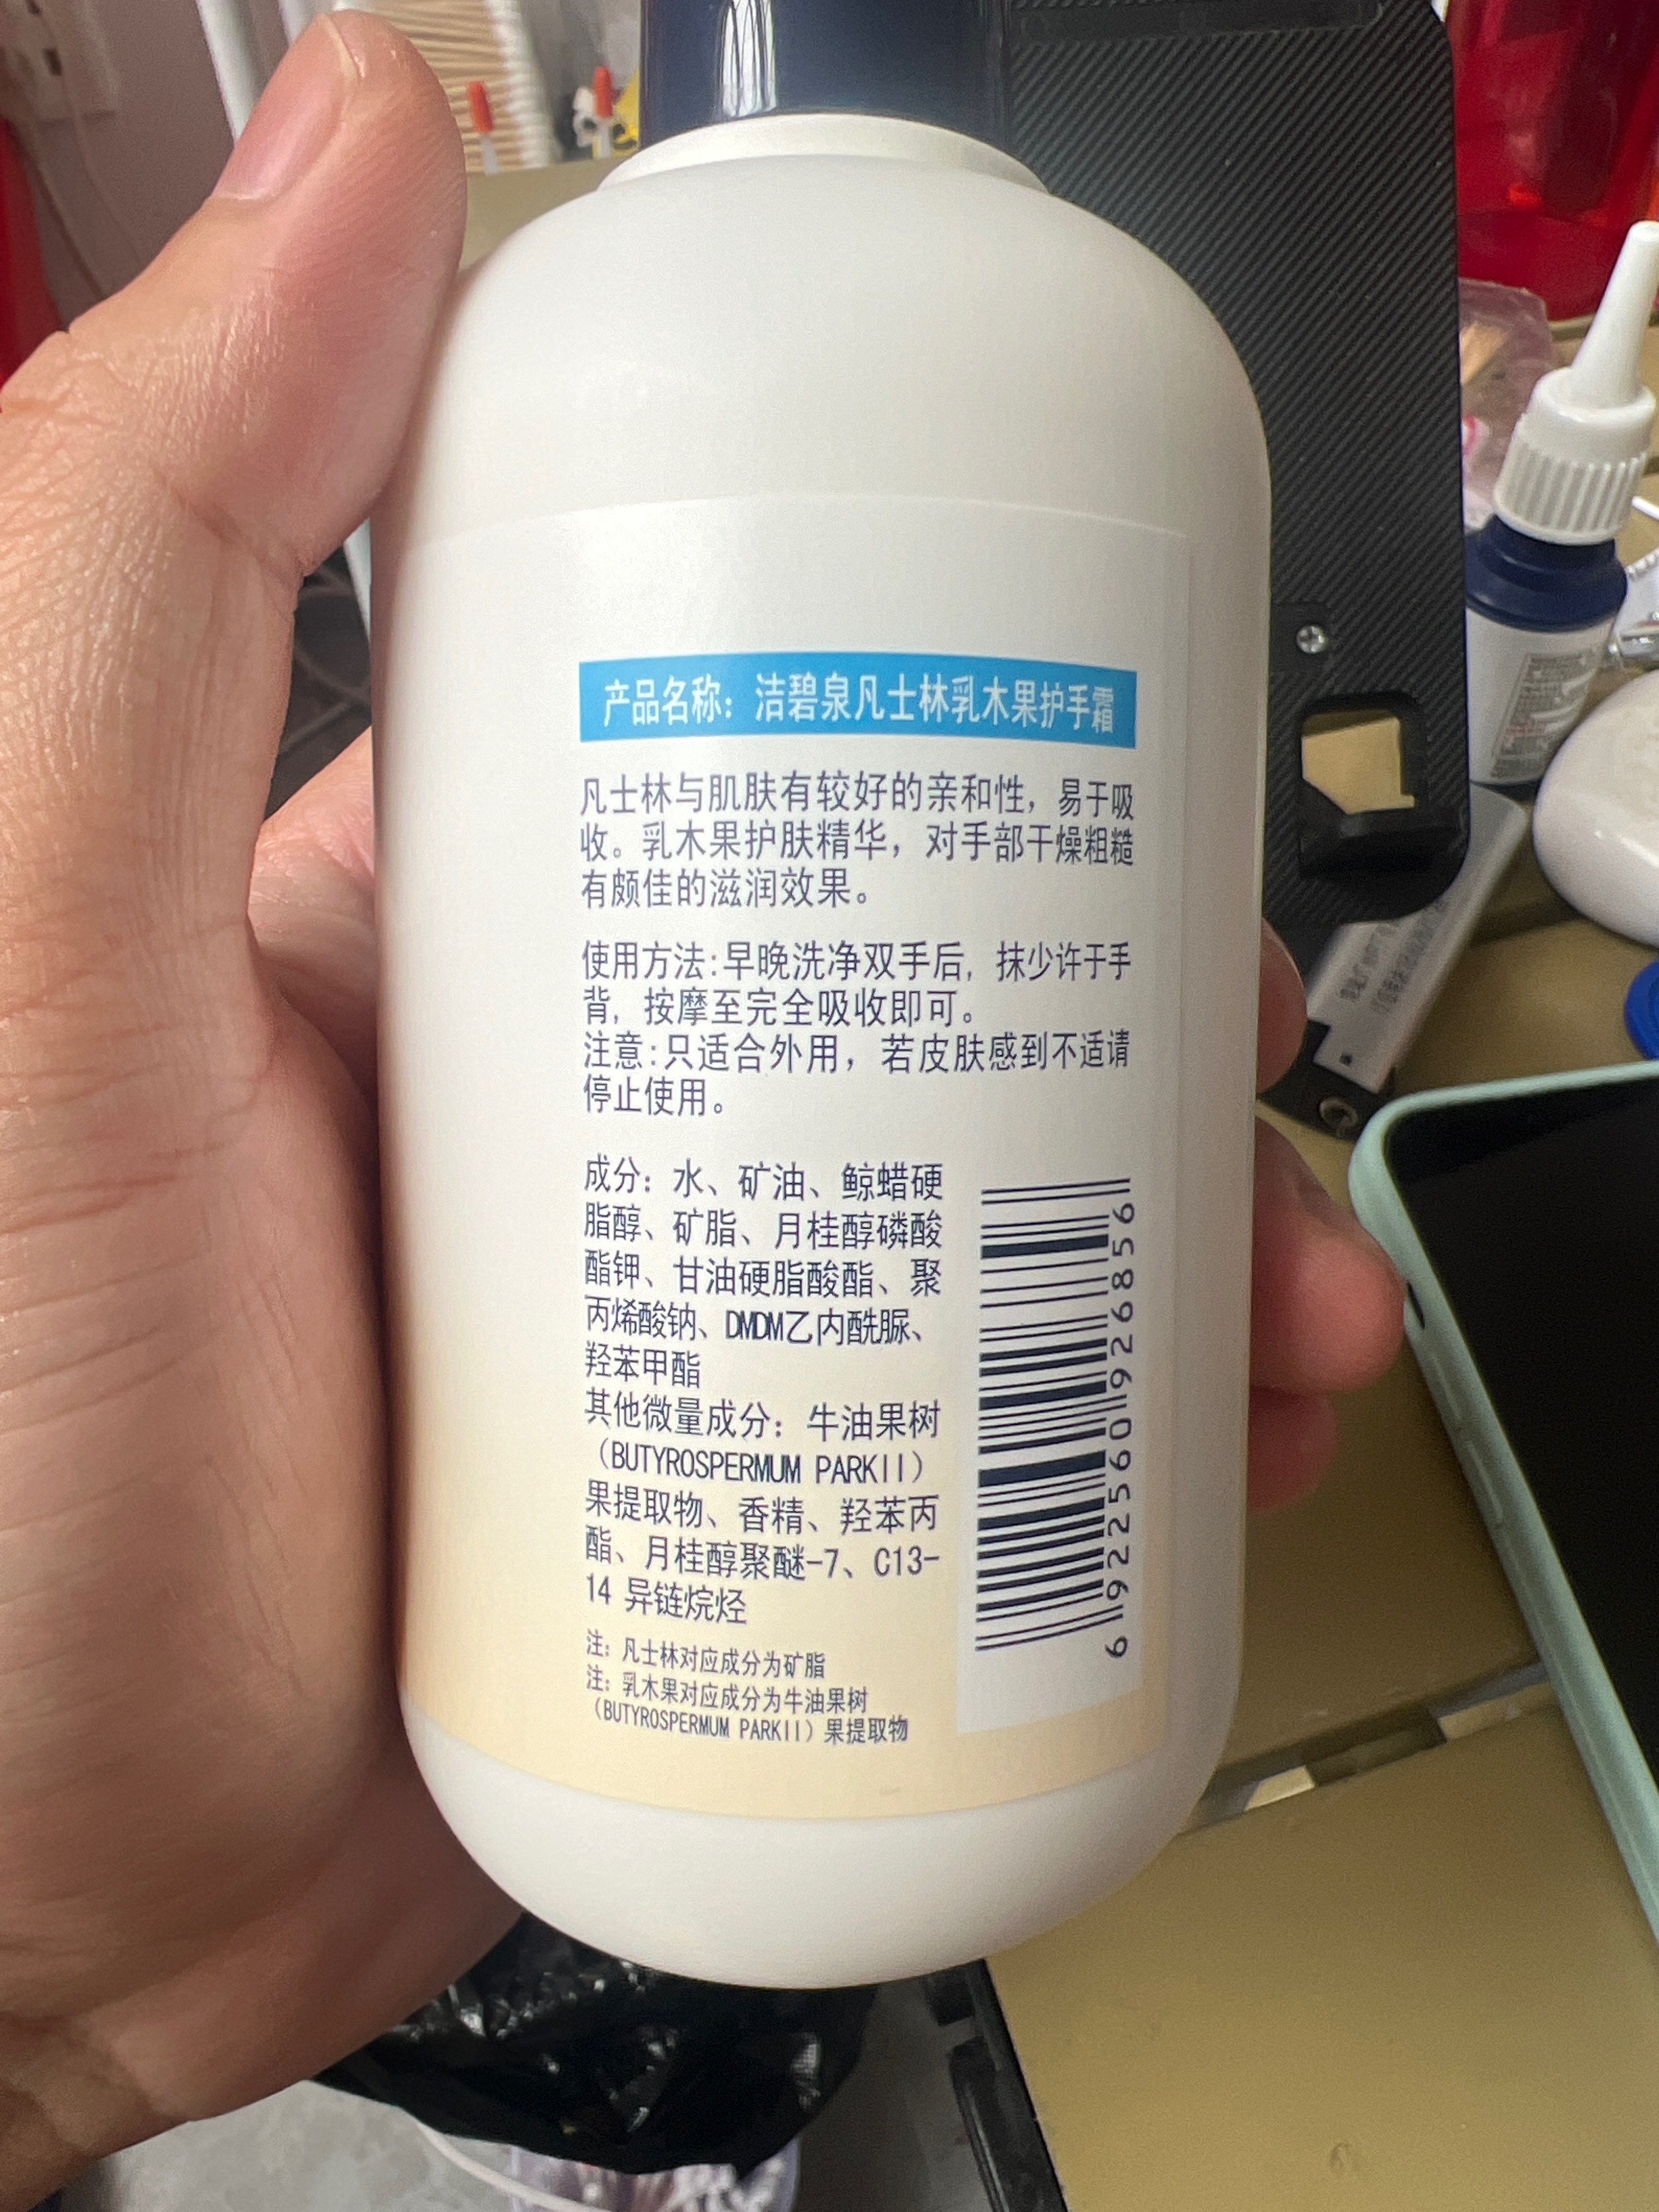 产品名称：洁碧泉凡士林乳木果护手霜
凡士林与肌肤有较好的亲和性，易于吸
收。乳木果护肤精华，对手部干燥粗糙
有颇佳的滋润效果。
使用方法:早晚洗净双手后，抹少许于手
背，按摩至完全吸收即可。
注意:只适合外用，若皮肤感到不适请
停止使用。
成分：水、矿油、鲸蜡硬
脂醇、矿脂、月桂醇磷酸
酯钾、甘油硬脂酸酯、聚
丙烯酸钠、DMDM乙内酰脲、
羟苯甲酯
其他微量成分：牛油果树
（BUTYROSPERMUM PARKII）
果提取物、香精、羟苯丙
酯、月桂醇聚醚-7、C13-
14 异链烷烃
注：凡士林对应成分为矿脂
注：乳木果对应成分为牛油果树
（BUTYROSPERMUM PARKII）果提取物
6 922560 926856